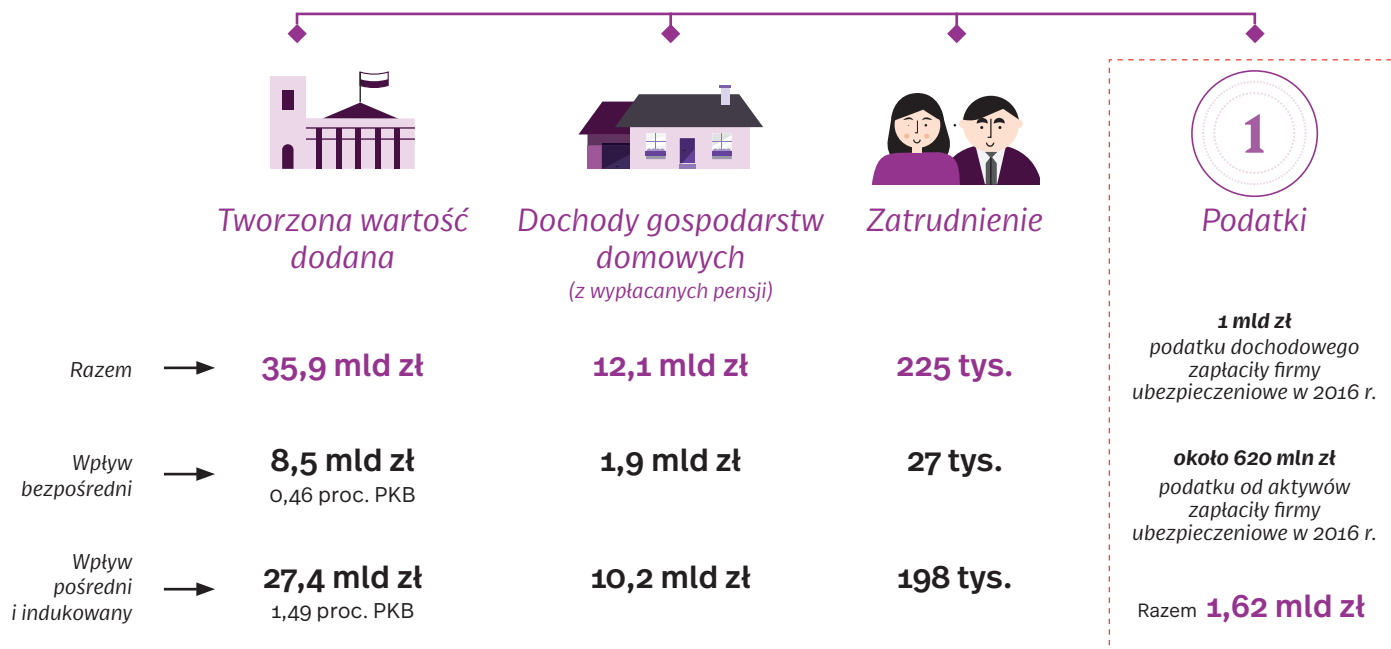 1
Tworzona wartość
dodana
Dochody gospodarstw
domowych
(z wypłacanych pensji)
Zatrudnienie
Podatki
Razem
35,9 mld zł
12,1 mld zł
225 tys.
Wpływ
bezpośredni
8,5 mld zł
0,46 proc. PKB
1,9 mld zł
27 tys.
Wpływ
pośredni
i indukowany
27,4 mld zł
1,49 proc. PKB
10,2 mld zł
198 tys.
1 mld zł
podatku dochodowego
zapłaciły firmy
ubezpieczeniowe w 2016 r.
około 620 mln zł
podatku od aktywów
zapłaciły firmy
ubezpieczeniowe w 2016 r.
Razem 1,62 mld zł